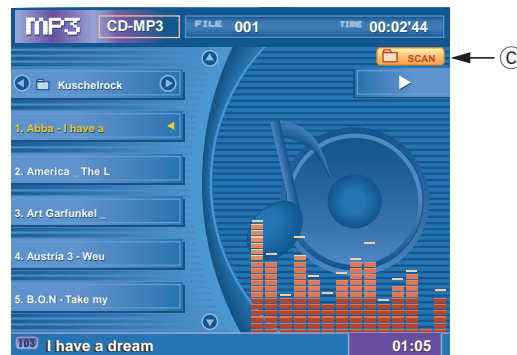 MP3 CD-MP3 FILE 001 TIME 00:02'44
SCAN C
Kuschelrock
1. Abba - I have a
2. America _ The L
3. Art Garfunkel _
4. Austria 3 - Weu
5. B.O.N - Take my
ID3 I have a dream 01:05